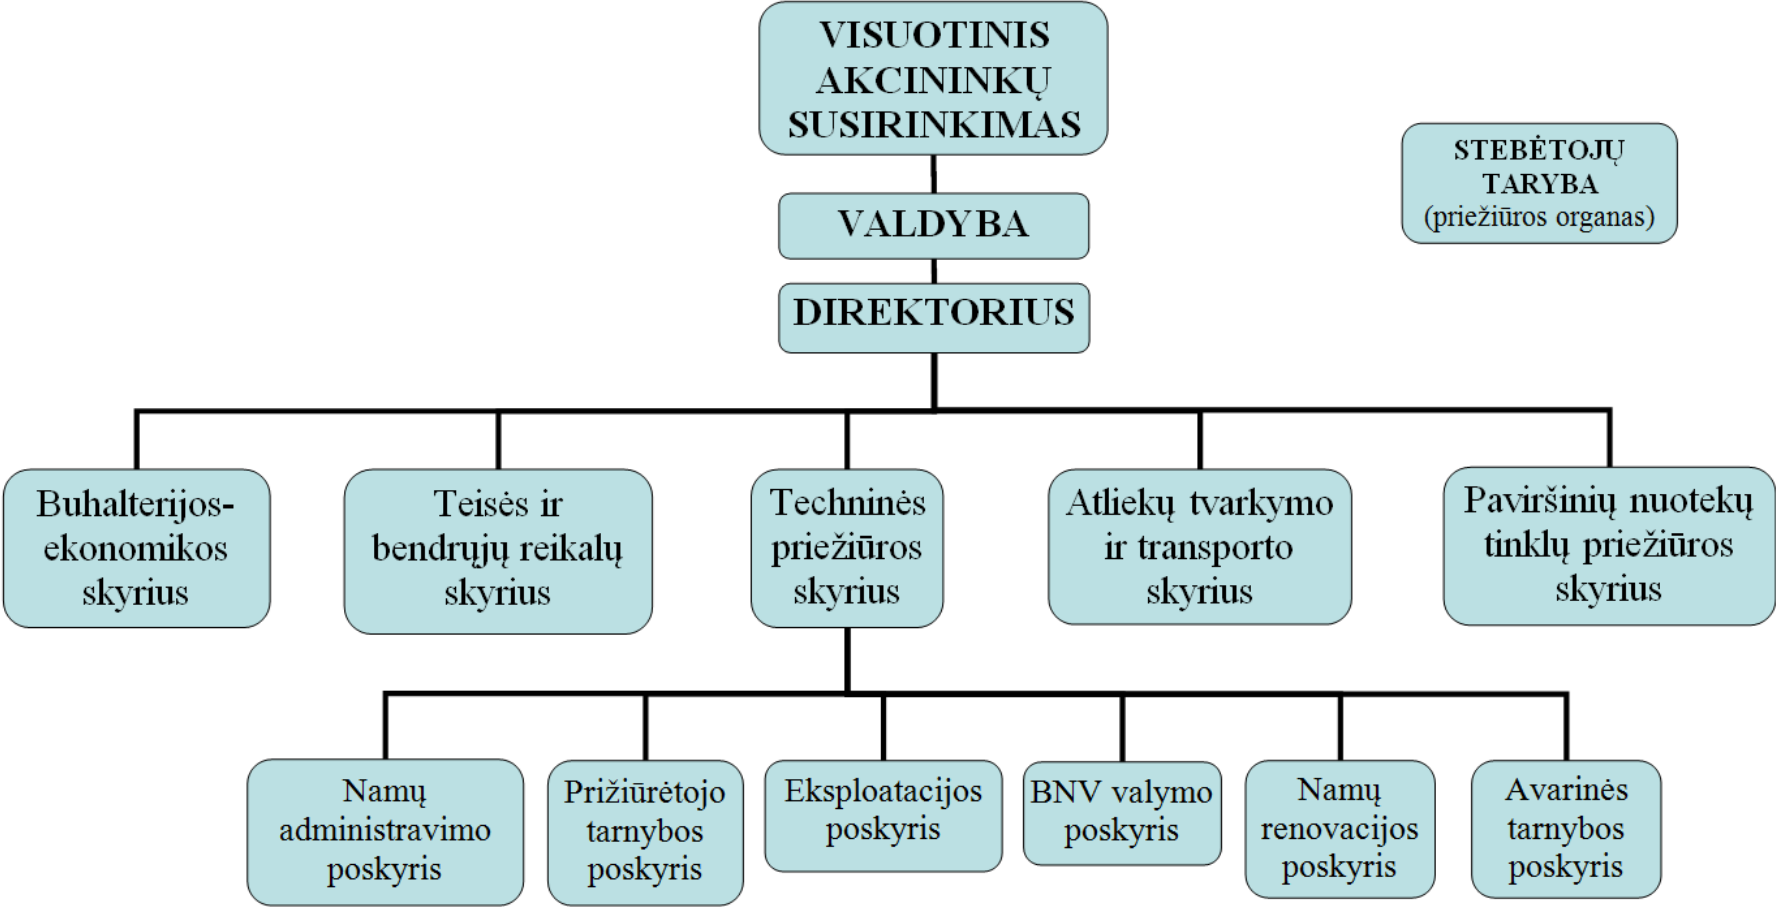 VISUOTINIS
AKCININKŲ
SUSIRINKIMAS
STEBĖTOJŲ
TARYBA
(priežiūros organas)
VALDYBA
DIREKTORIUS
Buhalterijos-
ekonomikos
skyrius
Teisės ir
bendrųjų reikalų
skyrius
Techninės
priežiūros
skyrius
Atliekų tvarkymo
ir transporto
skyrius
Paviršinių nuotekų
tinklų priežiūros
skyrius
Namų
administravimo
poskyris
Prižiūrėtojo
tarnybos
poskyris
Eksploatacijos
poskyris
BNV valymo
poskyris
Namų
renovacijos
poskyris
Avarinės
tarnybos
poskyris